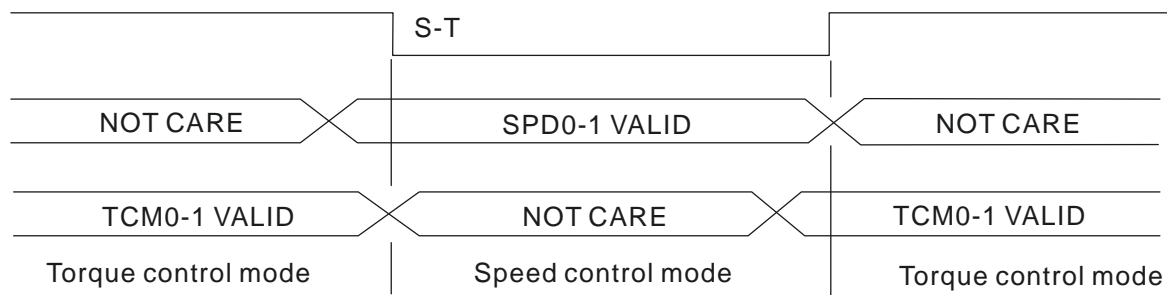 S-T
NOT CARE SPD0-1 VALID NOT CARE
TCM0-1 VALID NOT CARE TCM0-1 VALID
Torque control mode Speed control mode Torque control mode